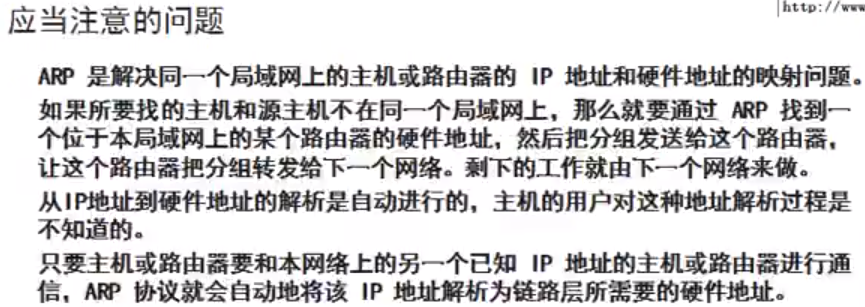 http://www
应当注意的问题
ARP 是解决同一个局域网上的主机或路由器的 IP 地址和硬件地址的映射问题。
如果所要找的主机和源主机不在同一个局域网上，那么就要通过 ARP 找到一
个位于本局域网上的某个路由器的硬件地址，然后把分组发送给这个路由器，
让这个路由器把分组转发给下一个网络。剩下的工作就由下一个网络来做。
从IP地址到硬件地址的解析是自动进行的，主机的用户对这种地址解析过程是
不知道的。
只要主机或路由器要和本网络上的另一个已知 IP 地址的主机或路由器进行通
信，ARP 协议就会自动地将该 IP 地址解析为链路层所需要的硬件地址。